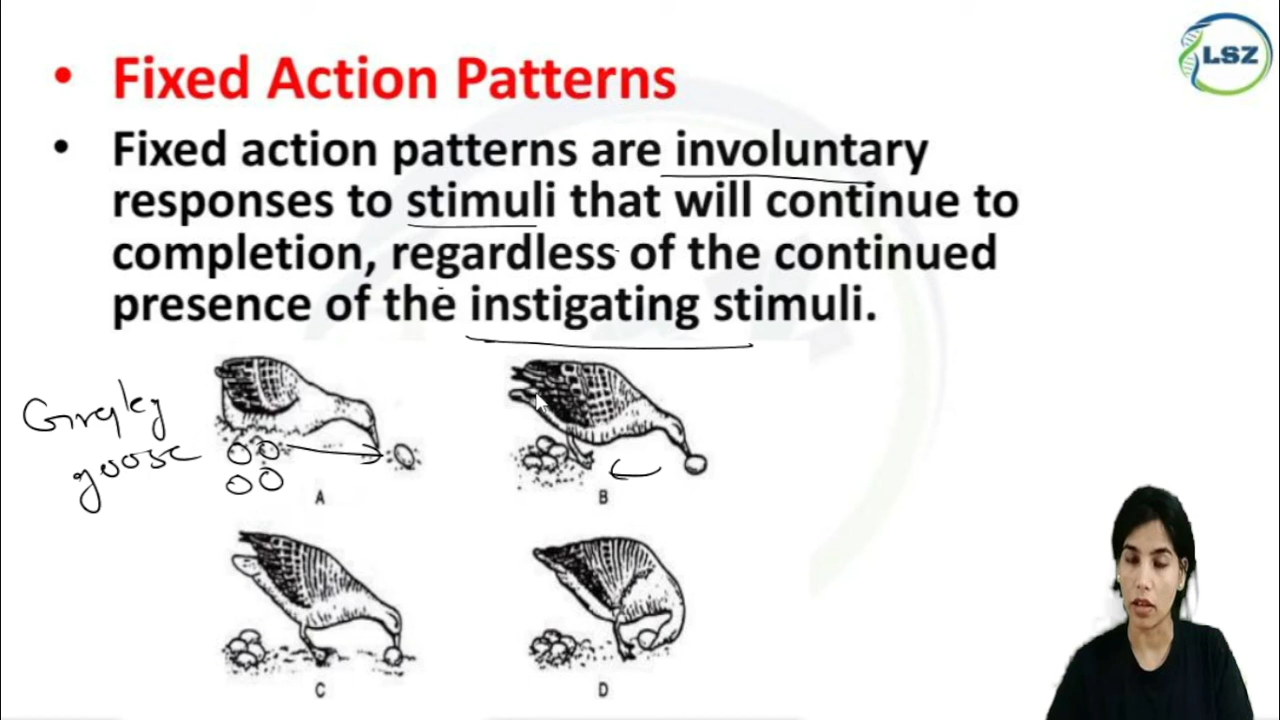 LSZ
• Fixed Action Patterns
• Fixed action patterns are involuntary
responses to stimuli that will continue to
completion, regardless of the continued
presence of the instigating stimuli.
Greyleg
goose
A
B
C
D